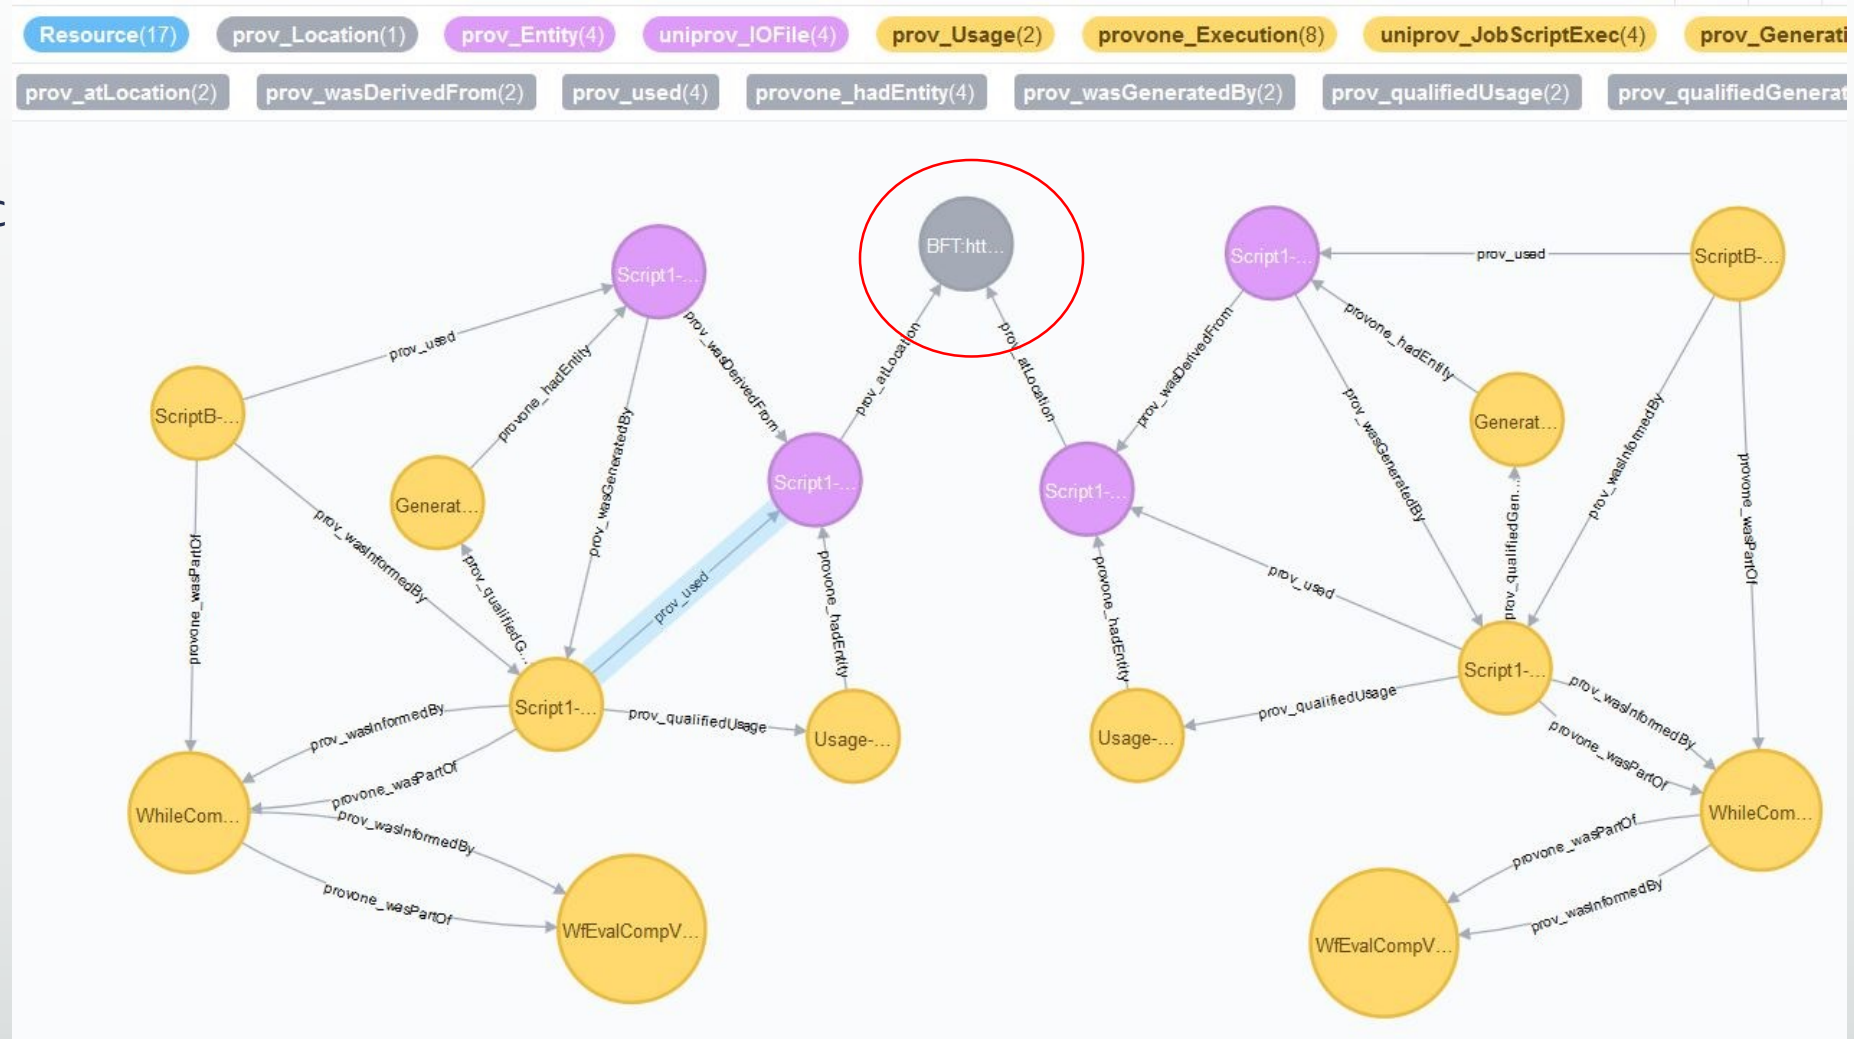 Resource(17) prov_Location(1) prov_Entity(4) uniprov_IOFile(4) prov_Usage(2) provone_Execution(8) uniprov_JobScriptExec(4) prov_Generati
prov_atLocation(2) prov_wasDerivedFrom(2) prov_used(4) provone_hadEntity(4) prov_wasGeneratedBy(2) prov_qualifiedUsage(2) prov_qualifiedGenerat
c
BFT:htt...
Script1-...
Script1-...
prov_used
ScriptB-...
prov_used
provone_hadEntity
prov_wasDerivedFrom
prov_atLocation
prov_atLocation
prov_wasDerivedFrom
provone_hadEntity
ScriptB-...
Generat...
prov_wasGeneratedBy
Script1-...
Script1-...
prov_wasGeneratedBy
Generat...
prov_wasInformedBy
provone_wasPartOf
provone_wasPartOf
prov_wasInformedBy
prov_qualifiedG...
prov_used
provone_hadEntity
provone_hadEntity
prov_used
prov_qualifiedGen...
Script1-...
prov_qualifiedUsage
Usage-...
Usage-...
prov_qualifiedUsage
Script1-...
prov_wasInformedBy
provone_wasPartOf
prov_wasInformedBy
provone_wasPartOf
WhileCom...
WhileCom...
prov_wasInformedBy
provone_wasPartOf
provone_wasPartOf
prov_wasInformedBy
WfEvalCompV...
WfEvalCompV...